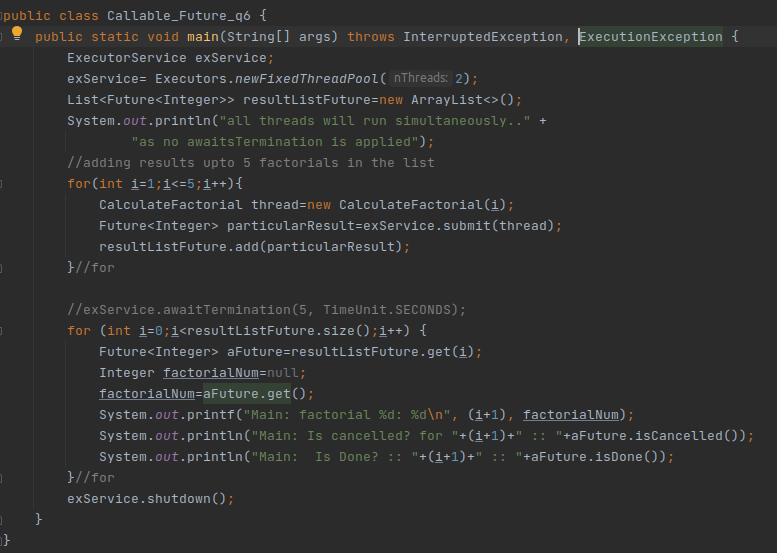 public class Callable_Future_q6 {
    public static void main(String[] args) throws InterruptedException, ExecutionException {
        ExecutorService exService;
        exService= Executors.newFixedThreadPool( nThreads: 2);
        List<Future<Integer>> resultListFuture=new ArrayList<>();
        System.out.println("all threads will run simultaneously.." +
                "as no awaitsTermination is applied");
        //adding results upto 5 factorials in the list
        for(int i=1;i<=5;i++){
            CalculateFactorial thread=new CalculateFactorial(i);
            Future<Integer> particularResult=exService.submit(thread);
            resultListFuture.add(particularResult);
        }//for

        //exService.awaitTermination(5, TimeUnit.SECONDS);
        for (int i=0;i<resultListFuture.size();i++) {
            Future<Integer> aFuture=resultListFuture.get(i);
            Integer factorialNum=null;
            factorialNum=aFuture.get();
            System.out.printf("Main: factorial %d: %d\n", (i+1), factorialNum);
            System.out.println("Main: Is cancelled? for "+(i+1)+" :: "+aFuture.isCancelled());
            System.out.println("Main:  Is Done? :: "+(i+1)+" :: "+aFuture.isDone());
        }//for
        exService.shutdown();
    }
}